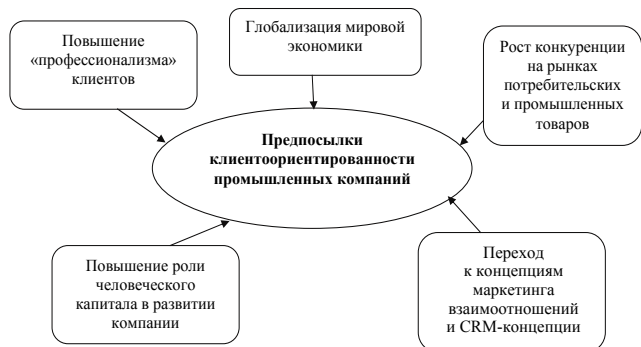 Повышение
«профессионализма»
клиентов
Глобализация мировой
экономики
Рост конкуренции
на рынках
потребительских
и промышленных
товаров
Предпосылки
клиентоориентированности
промышленных компаний
Повышение роли
человеческого
капитала в развитии
компании
Переход
к концепциям
маркетинга
взаимоотношений
и CRM-концепции